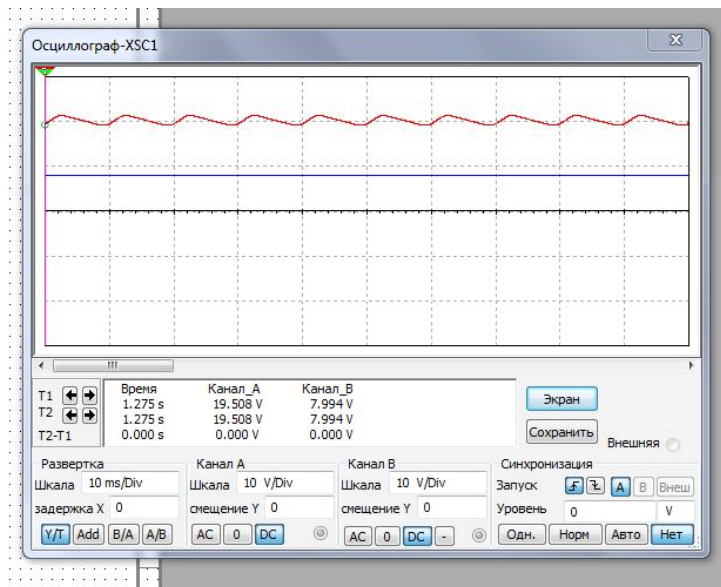 Осциллограф-XSC1
T1
T2
T2-T1
Время Канал_A Канал_B
1.275 s 19.508 V 7.994 V
1.275 s 19.508 V 7.994 V
0.000 s 0.000 V 0.000 V
Экран
Сохранить
Внешняя
Развертка
Шкала 10 ms/Div
задержка X 0
Y/T Add B/A A/B
Канал A
Шкала 10 V/Div
смещение Y 0
AC 0 DC
Канал B
Шкала 10 V/Div
смещение Y 0
AC 0 DC -
Синхронизация
Запуск A B Внеш
Уровень 0 V
Одн. Норм Авто Нет